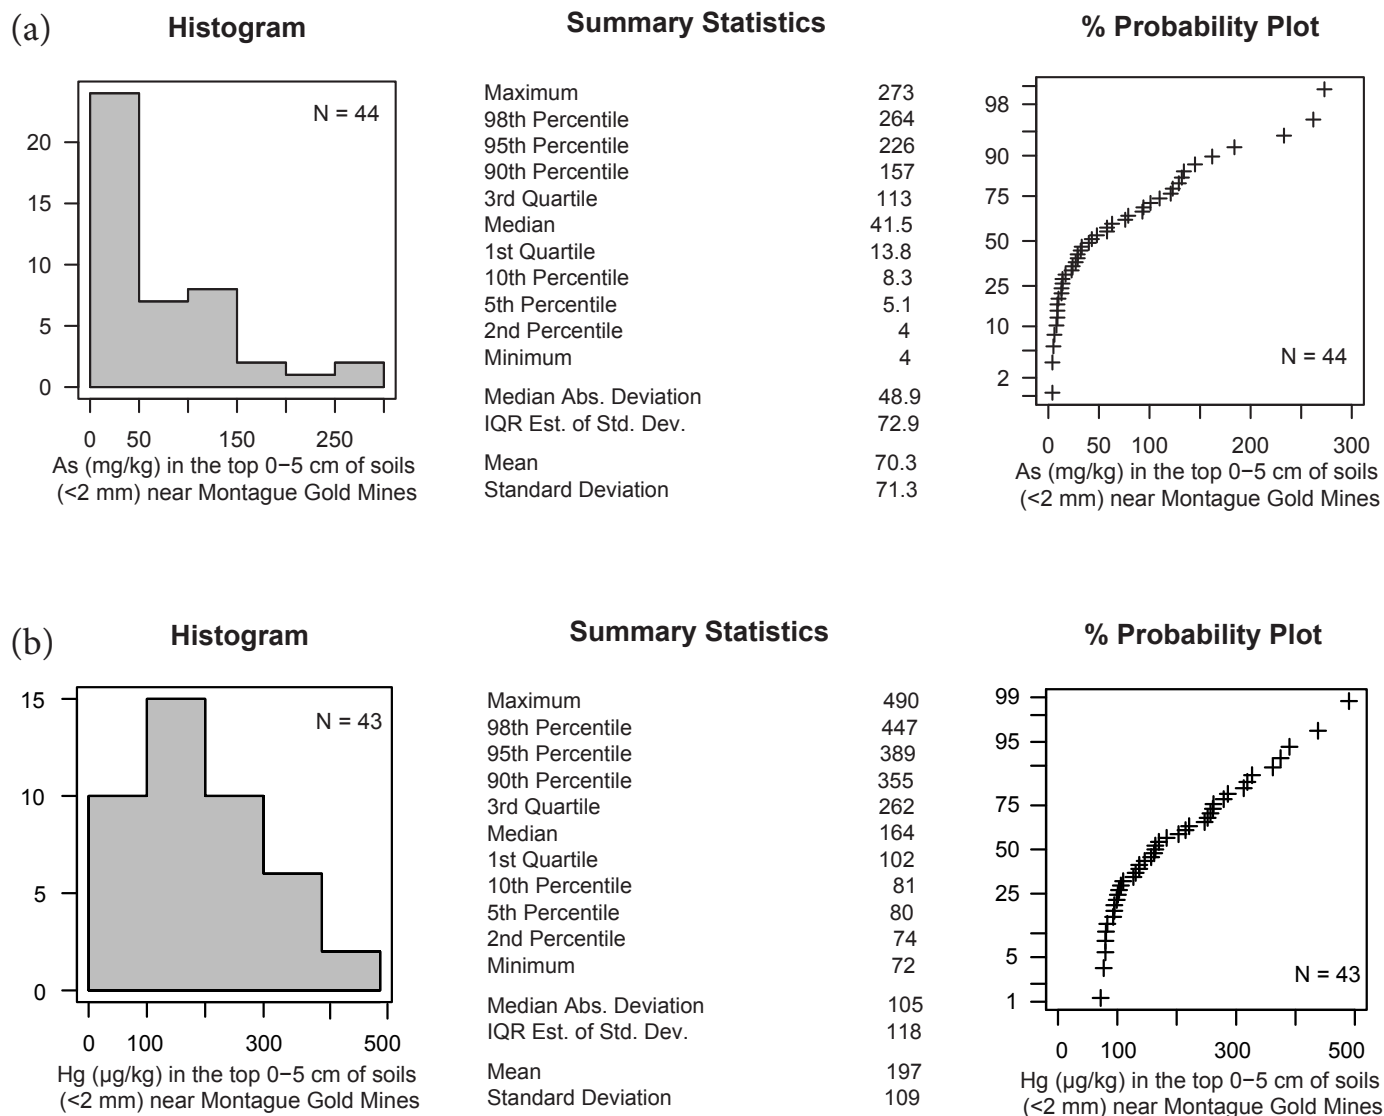 (a)
Histogram
Summary Statistics
% Probability Plot
N = 44
20
15
10
5
0
0 50 150 250
As (mg/kg) in the top 0−5 cm of soils
(<2 mm) near Montague Gold Mines
Maximum 273
98th Percentile 264
95th Percentile 226
90th Percentile 157
3rd Quartile 113
Median 41.5
1st Quartile 13.8
10th Percentile 8.3
5th Percentile 5.1
2nd Percentile 4
Minimum 4
Median Abs. Deviation 48.9
IQR Est. of Std. Dev. 72.9
Mean 70.3
Standard Deviation 71.3
98
90
75
50
25
10
2
N = 44
0 50 100 200 300
As (mg/kg) in the top 0−5 cm of soils
(<2 mm) near Montague Gold Mines
(b)
Histogram
Summary Statistics
% Probability Plot
N = 43
15
10
5
0
0 100 300 500
Hg (µg/kg) in the top 0−5 cm of soils
(<2 mm) near Montague Gold Mines
Maximum 490
98th Percentile 447
95th Percentile 389
90th Percentile 355
3rd Quartile 262
Median 164
1st Quartile 102
10th Percentile 81
5th Percentile 80
2nd Percentile 74
Minimum 72
Median Abs. Deviation 105
IQR Est. of Std. Dev. 118
Mean 197
Standard Deviation 109
99
95
75
50
25
5
1
N = 43
0 100 300 500
Hg (µg/kg) in the top 0−5 cm of soils
(<2 mm) near Montague Gold Mines